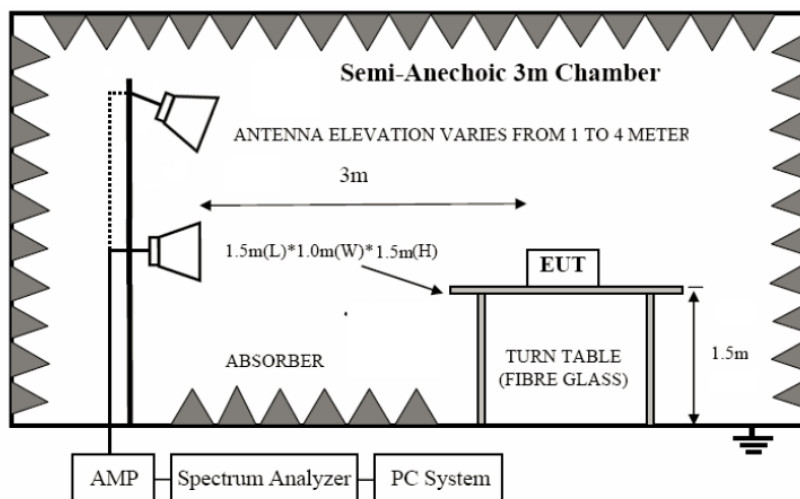 Semi-Anechoic 3m Chamber
ANTENNA ELEVATION VARIES FROM 1 TO 4 METER
3m
1.5m(L)*1.0m(W)*1.5m(H)
EUT
ABSORBER
TURN TABLE
(FIBRE GLASS)
1.5m
AMP
Spectrum Analyzer
PC System